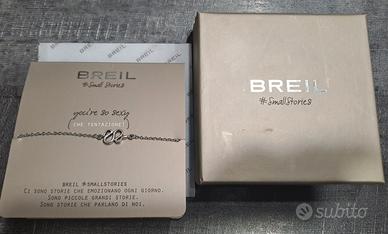 BREIL
#SmallStories
you're so sexy
(CHE TENTAZIONE!)
BREIL #SMALLSTORIES
CI SONO STORIE CHE EMOZIONANO OGNI GIORNO.
SONO PICCOLE GRANDI STORIE.
SONO STORIE CHE PARLANO DI NOI.
BREIL
#SmallStories
subito